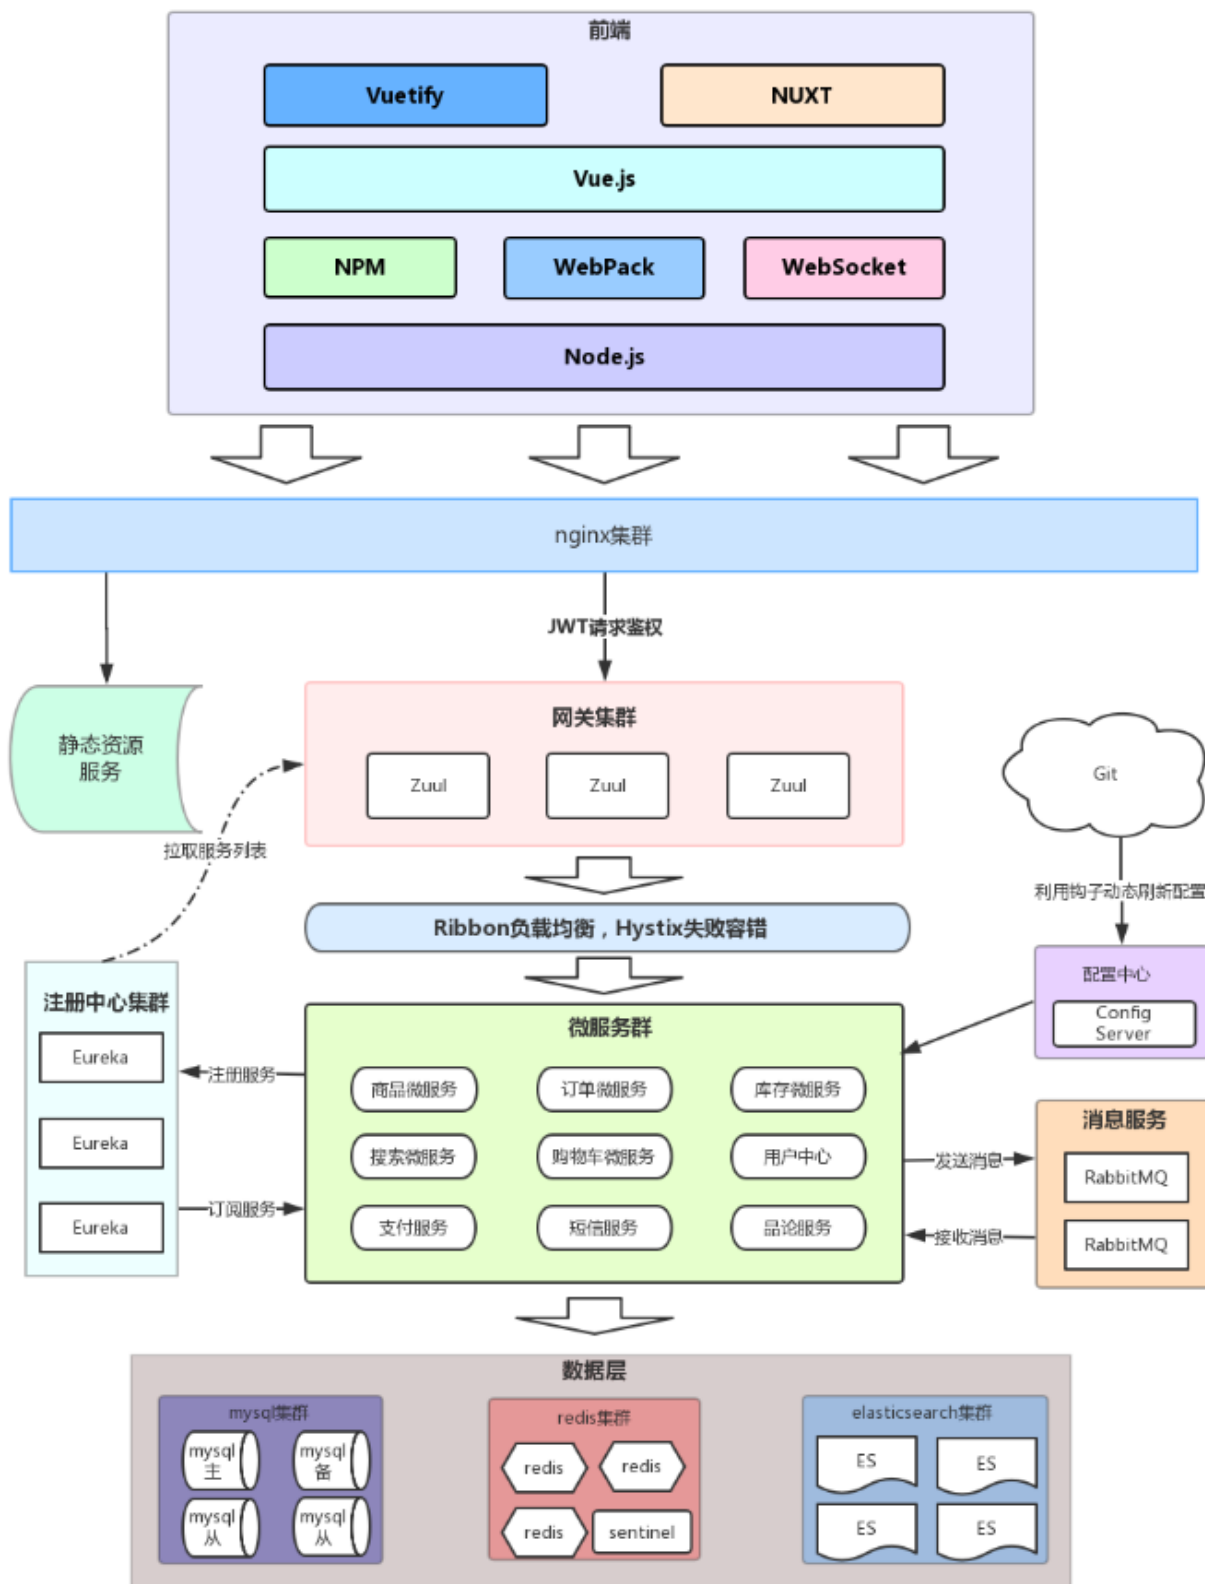 前端
Vuetify
NUXT
Vue.js
NPM
WebPack
WebSocket
Node.js
nginx集群
JWT请求鉴权
静态资源
服务
网关集群
Zuul
Zuul
Zuul
Git
拉取服务列表
利用钩子动态刷新配置
Ribbon负载均衡，Hystix失败容错
注册中心集群
Eureka
Eureka
Eureka
注册服务
订阅服务
微服务群
商品微服务
订单微服务
库存微服务
搜索微服务
购物车微服务
用户中心
支付服务
短信服务
品论服务
配置中心
Config
Server
消息服务
RabbitMQ
RabbitMQ
发送消息
接收消息
数据层
mysql集群
mysql
主
mysql
备
mysql
从
mysql
从
redis集群
redis
redis
redis
sentinel
elasticsearch集群
ES
ES
ES
ES